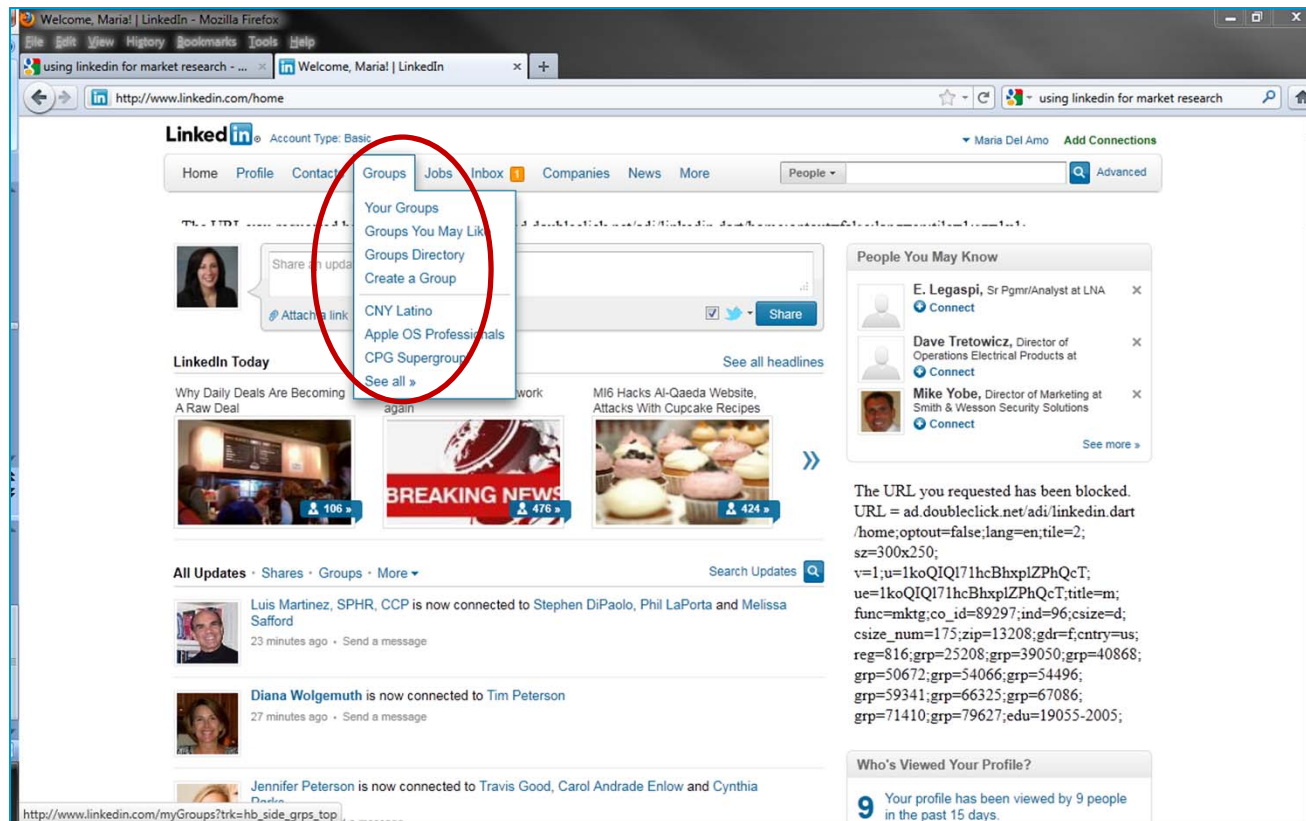 Welcome, Maria! | LinkedIn - Mozilla Firefox
File Edit View History Bookmarks Tools Help
using linkedin for market research - ...
Welcome, Maria! | LinkedIn
http://www.linkedin.com/home
using linkedin for market research
Linked in Account Type: Basic
Maria Del Amo Add Connections
Home Profile Contacts Groups Jobs Inbox 1 Companies News More People Advanced
Your Groups
Groups You May Like
Groups Directory
Create a Group
CNY Latino
Apple OS Professionals
CPG Supergroup
See all »
The URL you requested
Share an upda
Attach a link
Share
LinkedIn Today See all headlines
Why Daily Deals Are Becoming
A Raw Deal
106 »
work
again
BREAKING NEWS
476 »
MI6 Hacks Al-Qaeda Website,
Attacks With Cupcake Recipes
424 »
All Updates · Shares · Groups · More Search Updates
Luis Martinez, SPHR, CCP is now connected to Stephen DiPaolo, Phil LaPorta and Melissa
Safford
23 minutes ago · Send a message
Diana Wolgemuth is now connected to Tim Peterson
27 minutes ago · Send a message
Jennifer Peterson is now connected to Travis Good, Carol Andrade Enlow and Cynthia
http://www.linkedin.com/myGroups?trk=hb_side_grps_top
People You May Know
E. Legaspi, Sr Pgmr/Analyst at LNA
Connect
Dave Tretowicz, Director of
Operations Electrical Products at
Connect
Mike Yobe, Director of Marketing at
Smith & Wesson Security Solutions
Connect
See more »
The URL you requested has been blocked.
URL = ad.doubleclick.net/adi/linkedin.dart
/home;optout=false;lang=en;tile=2;
sz=300x250;
v=1;u=1koQIQl71hcBhxplZPhQcT;
ue=1koQIQl71hcBhxplZPhQcT;title=m;
func=mktg;co_id=89297;ind=96;csize=d;
csize_num=175;zip=13208;gdr=f;cntry=us;
reg=816;grp=25208;grp=39050;grp=40868;
grp=50672;grp=54066;grp=54496;
grp=59341;grp=66325;grp=67086;
grp=71410;grp=79627;edu=19055-2005;
Who's Viewed Your Profile?
9 Your profile has been viewed by 9 people
in the past 15 days.